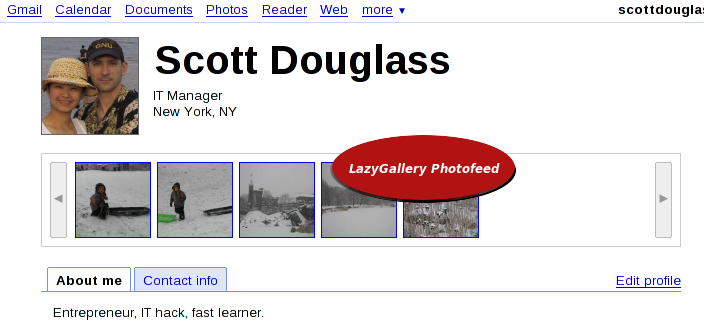 Gmail Calendar Documents Photos Reader Web more ▼ scottdouglas
GNU
Scott Douglass
IT Manager
New York, NY
LazyGallery Photofeed
About me Contact info Edit profile
Entrepreneur, IT hack, fast learner.